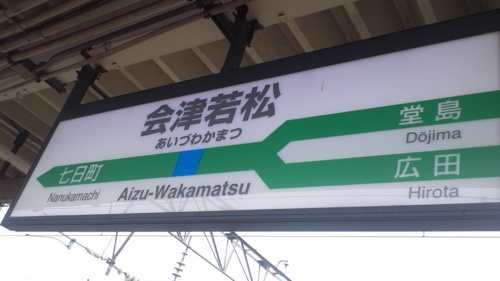 会津若松
あいづわかまつ
Aizu-Wakamatsu
七日町
Nanukamachi
堂島
Dōjima
広田
Hirota